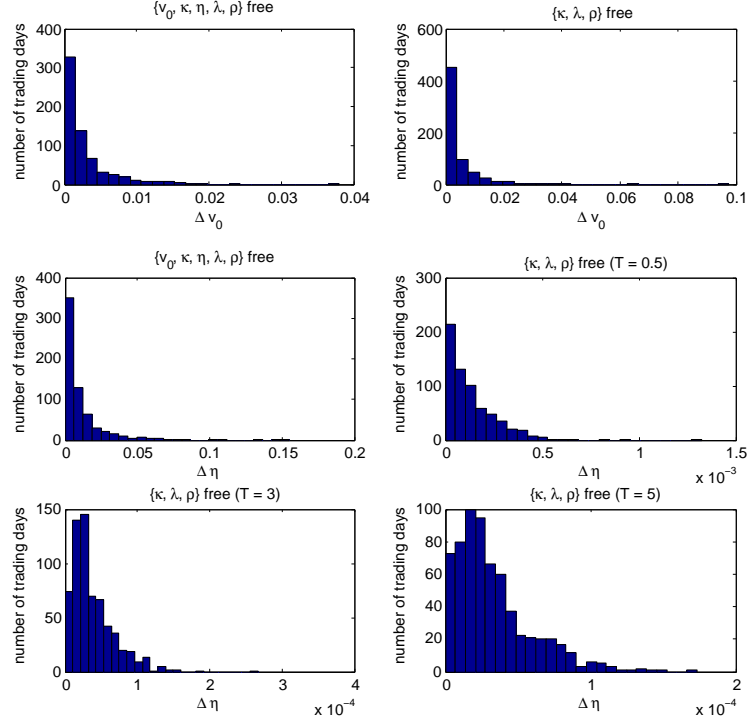 {v₀, κ, η, λ, ρ} free
number of trading days
400
300
200
100
0
0 0.01 0.02 0.03 0.04
Δ v₀
{κ, λ, ρ} free
number of trading days
600
400
200
0
0 0.02 0.04 0.06 0.08 0.1
Δ v₀
{v₀, κ, η, λ, ρ} free
number of trading days
400
300
200
100
0
0 0.05 0.1 0.15 0.2
Δ η
{κ, λ, ρ} free (T = 0.5)
number of trading days
300
200
100
0
0 0.5 1 1.5
Δ η
x 10⁻³
{κ, λ, ρ} free (T = 3)
number of trading days
150
100
50
0
0 1 2 3 4
Δ η
x 10⁻⁴
{κ, λ, ρ} free (T = 5)
number of trading days
100
80
60
40
20
0
0 1 2
Δ η
x 10⁻⁴